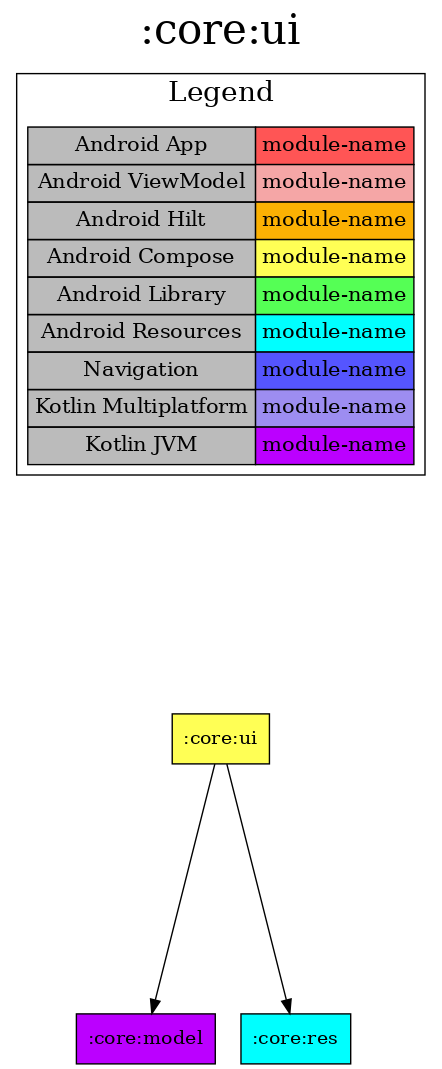 :core:ui
Legend
Android App module-name
Android ViewModel module-name
Android Hilt module-name
Android Compose module-name
Android Library module-name
Android Resources module-name
Navigation module-name
Kotlin Multiplatform module-name
Kotlin JVM module-name
:core:ui
:core:model :core:res